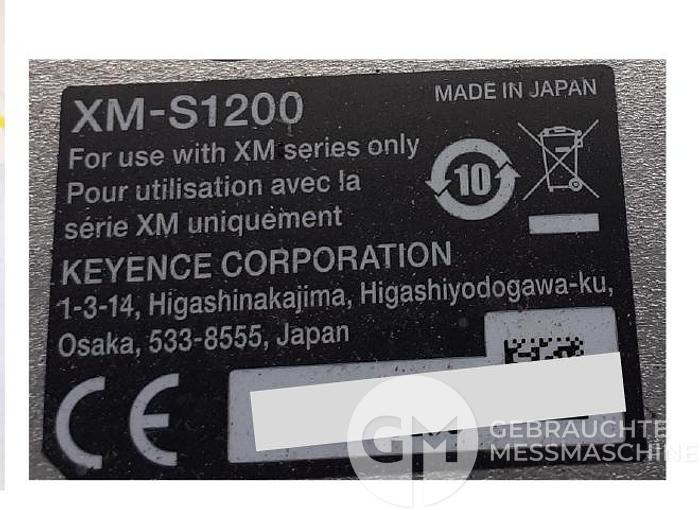 XM-S1200
MADE IN JAPAN
For use with XM series only
Pour utilisation avec la
série XM uniquement
10
KEYENCE CORPORATION
1-3-14, Higashinakajima, Higashiyodogawa-ku,
Osaka, 533-8555, Japan
CE
GM
GEBRAUCHTE
MESSMASCHINE